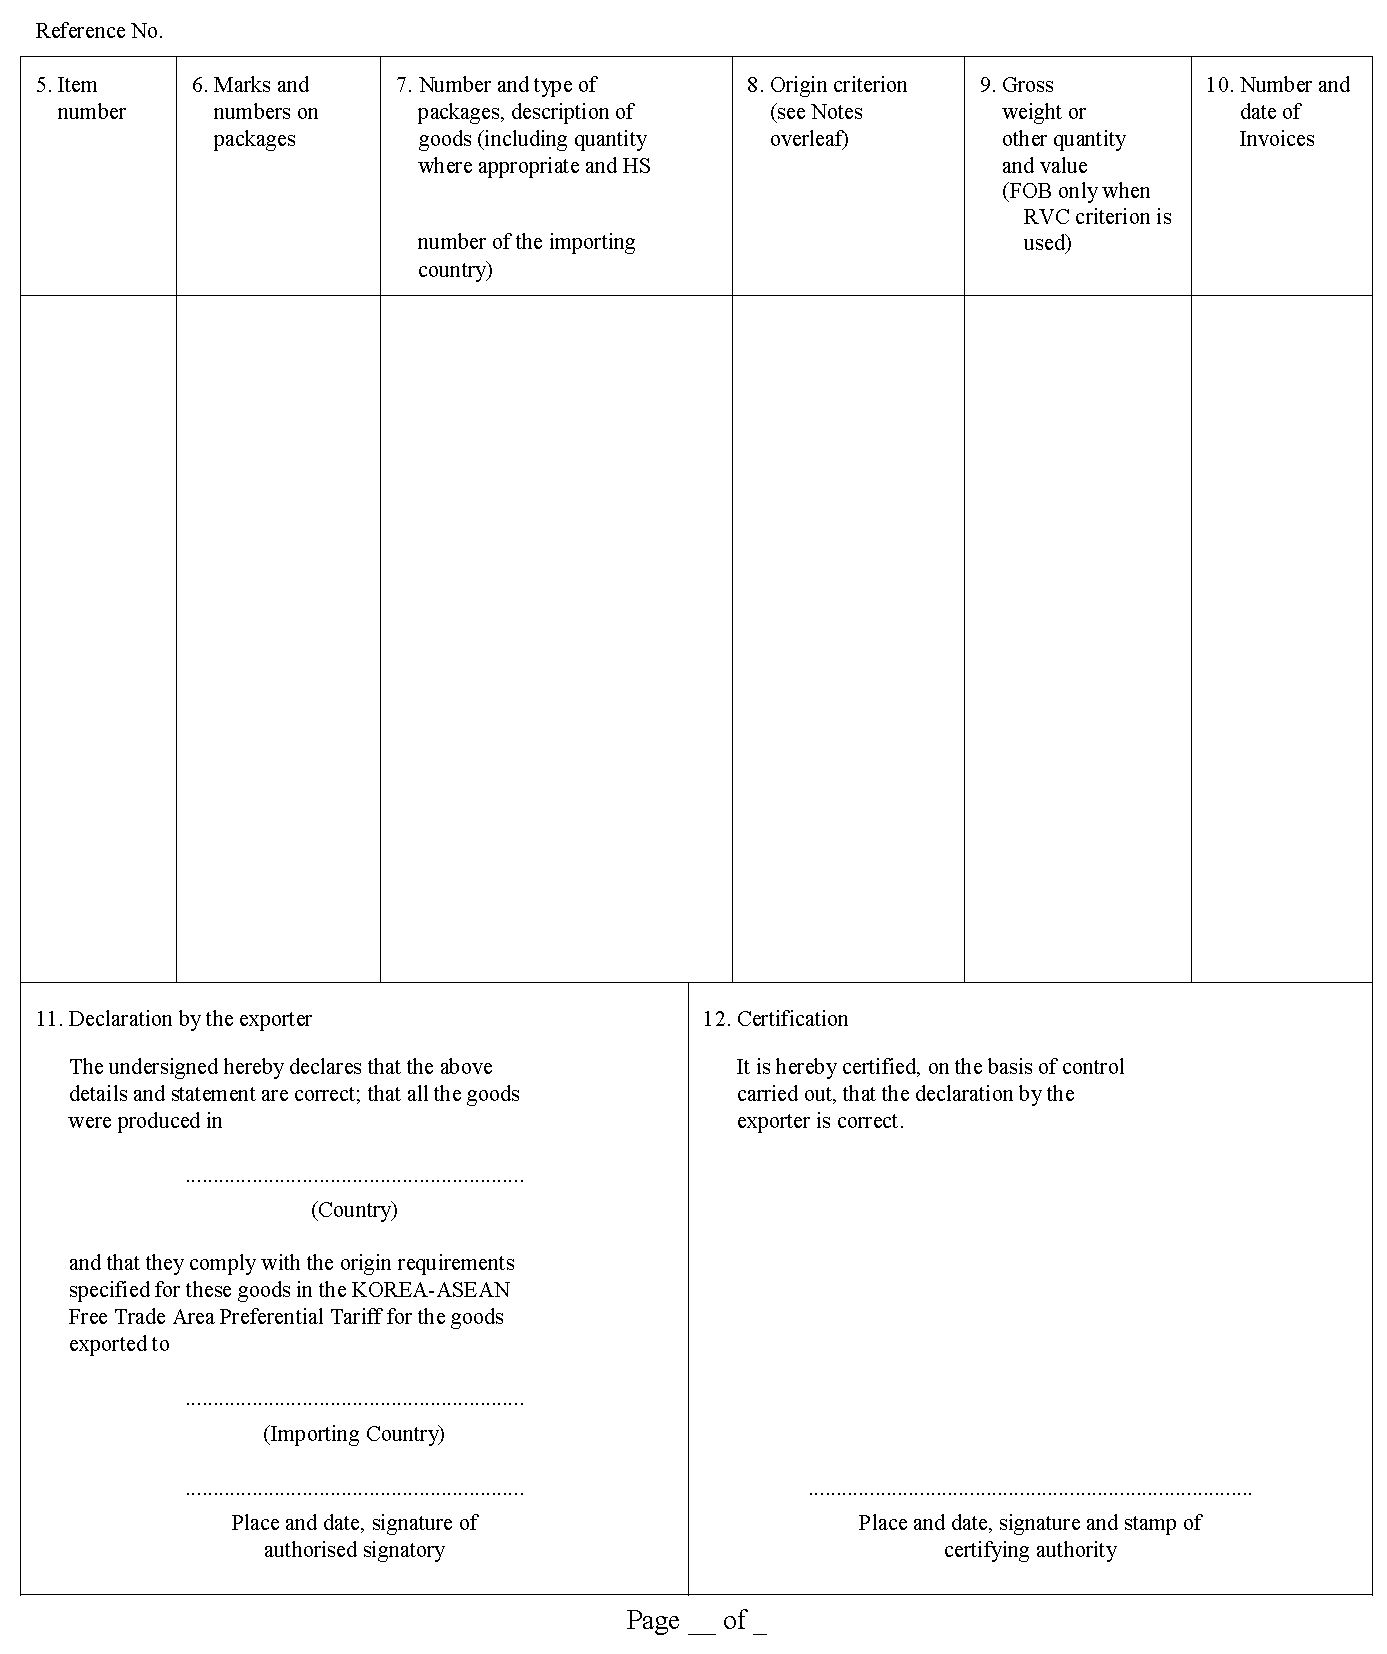 Reference No.
5. Item
number
6. Marks and
numbers on
packages
7. Number and type of
packages, description of
goods (including quantity
where appropriate and HS
number of the importing
country)
8. Origin criterion
(see Notes
overleaf)
9. Gross
weight or
other quantity
and value
(FOB only when
RVC criterion is
used)
10. Number and
date of
Invoices
11. Declaration by the exporter
The undersigned hereby declares that the above
details and statement are correct; that all the goods
were produced in
.............................................................
(Country)
and that they comply with the origin requirements
specified for these goods in the KOREA-ASEAN
Free Trade Area Preferential Tariff for the goods
exported to
.............................................................
(Importing Country)
.............................................................
Place and date, signature of
authorised signatory
12. Certification
It is hereby certified, on the basis of control
carried out, that the declaration by the
exporter is correct.
................................................................................
Place and date, signature and stamp of
certifying authority
Page __ of _